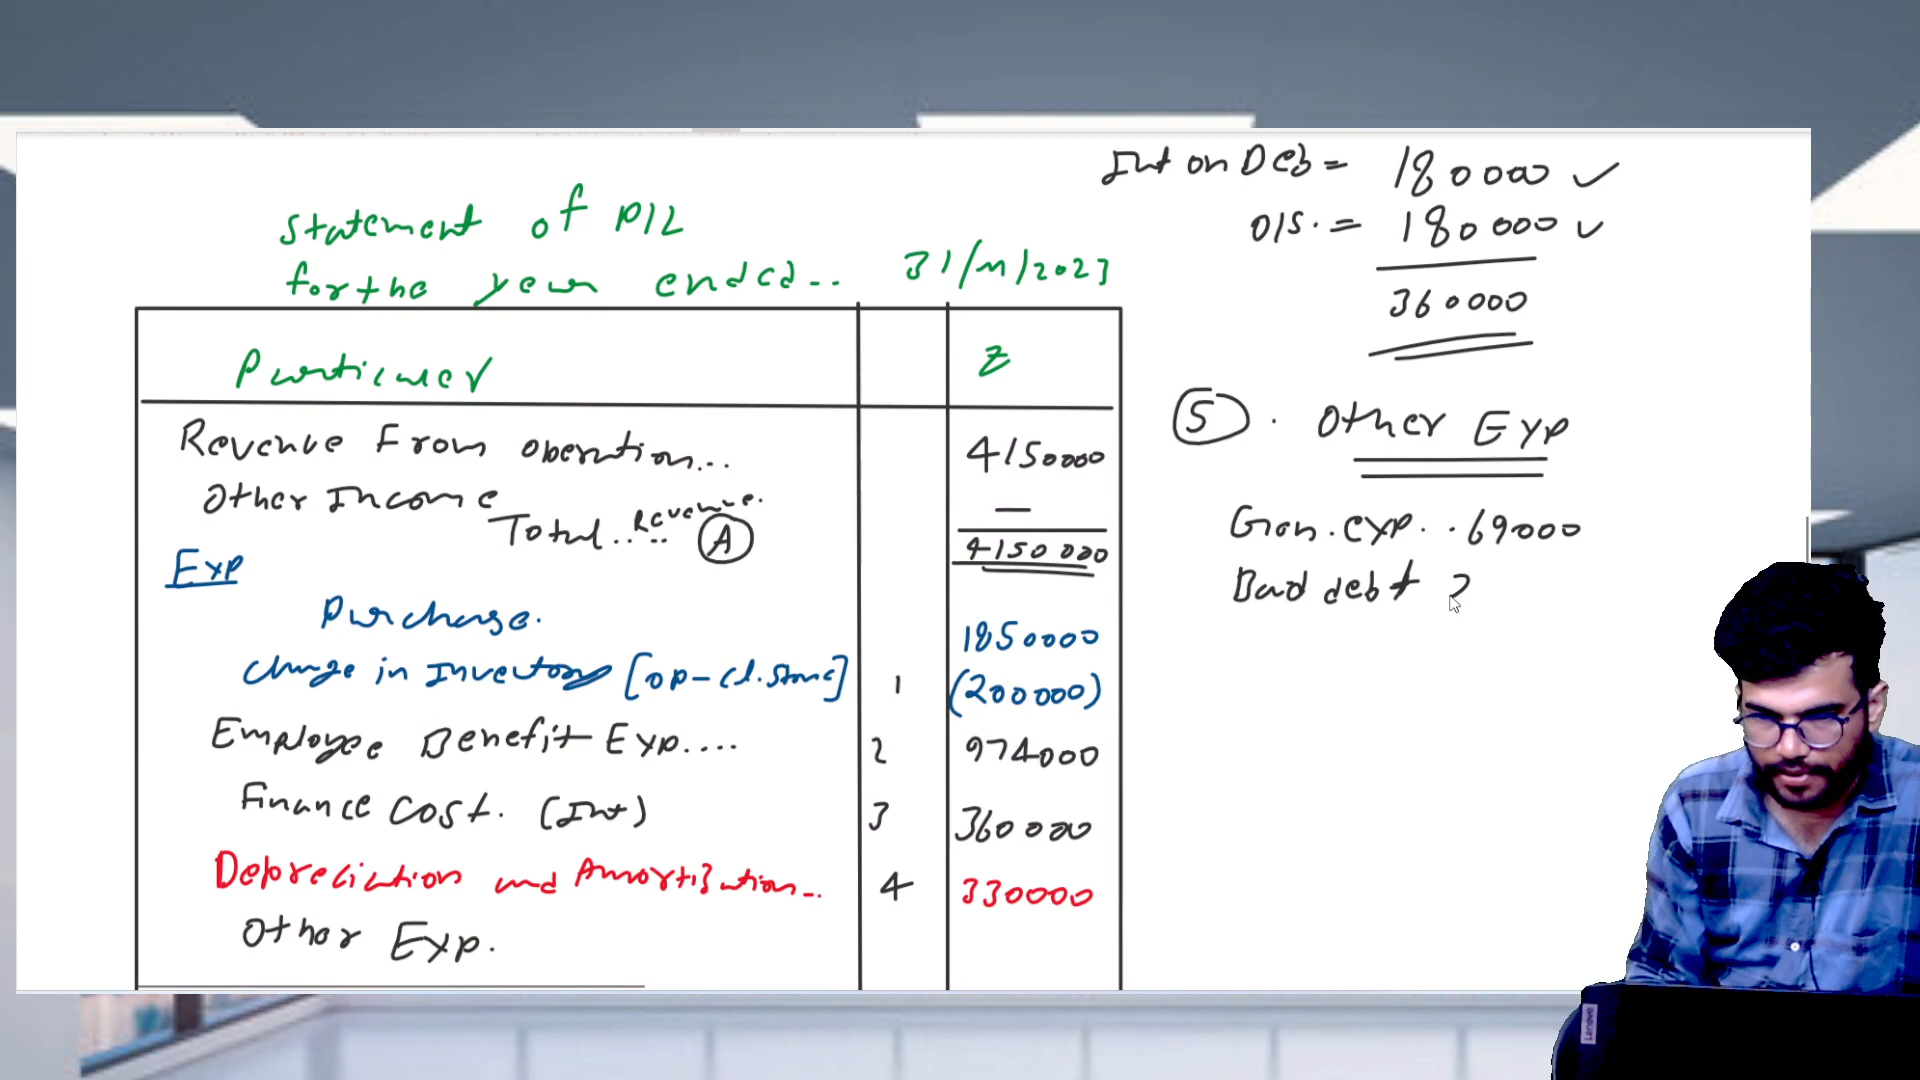 Statement of P/L
for the year ended.. 31/m/2023
Particular ₹
Revenue From Operation... 4150000
Other Income —
Total..... Revenue. (A) 4150000
Exp
Purchase. 1850000
Change in Inventory [op-cl.stock] 1 (200000)
Employee Benefit Exp.... 2 974000
Finance Cost. (Int) 3 360000
Depreciation and Amortization... 4 330000
Other Exp.
Int on Deb = 180000 ✓
O/S. = 180000 ✓
360000
(5). Other Exp
Gen. exp. .. 69000
Bad debt 2
Lenovo